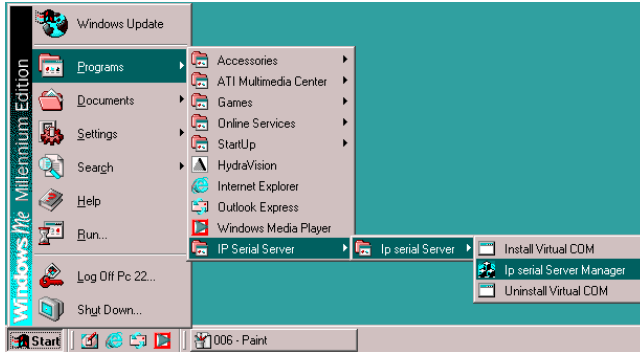 Windows Me Millennium Edition
Windows Update
Programs
Documents
Settings
Search
Help
Run...
Log Off Pc 22...
Shut Down...
Accessories
ATI Multimedia Center
Games
Online Services
StartUp
HydraVision
Internet Explorer
Outlook Express
Windows Media Player
IP Serial Server
Ip serial Server
Install Virtual COM
Ip serial Server Manager
Uninstall Virtual COM
Start
006 - Paint